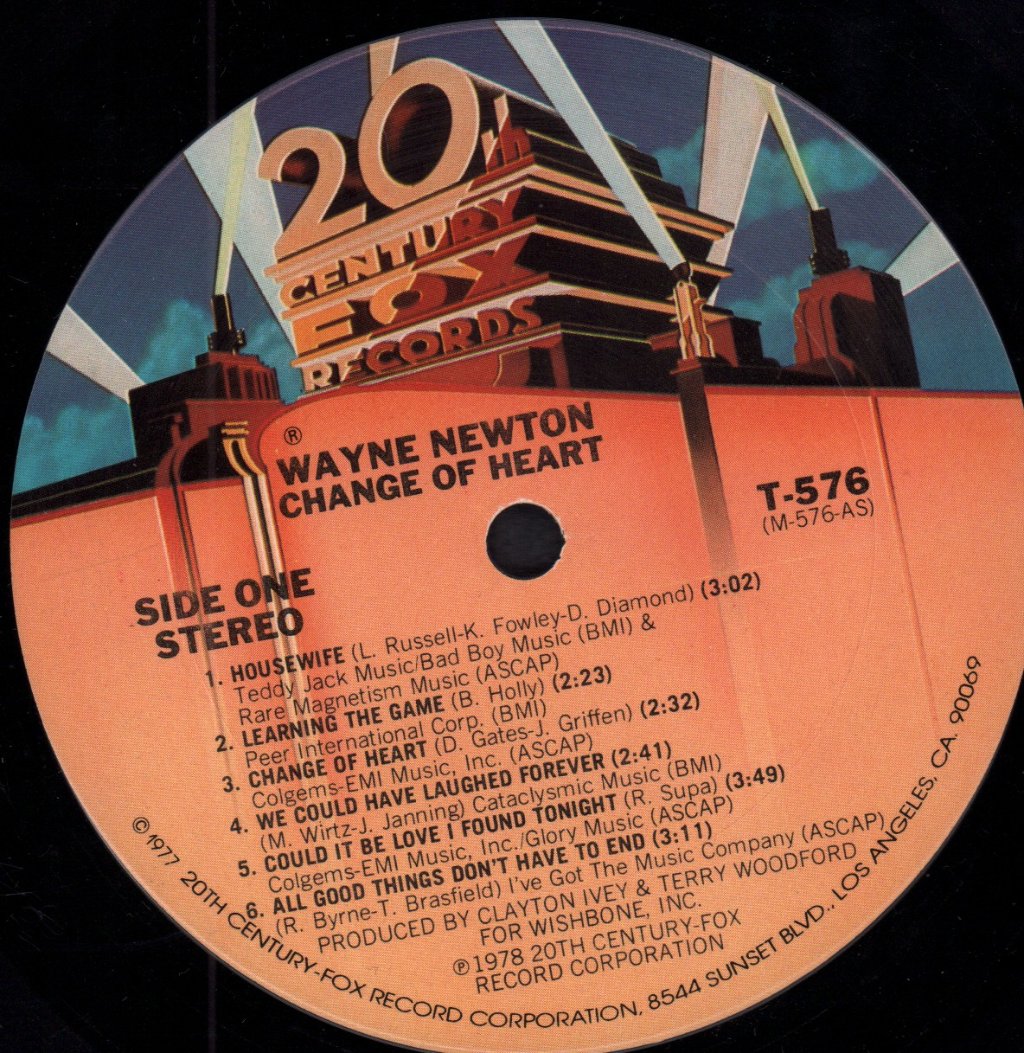 20th
CENTURY
FOX
RECORDS
®
WAYNE NEWTON
CHANGE OF HEART
T-576
(M-576-AS)
SIDE ONE
STEREO
1. HOUSEWIFE (L. Russell-K. Fowley-D. Diamond) (3:02)
Teddy Jack Music/Bad Boy Music (BMI) &
Rare Magnetism Music (ASCAP)
2. LEARNING THE GAME (B. Holly) (2:23)
Peer International Corp. (BMI)
3. CHANGE OF HEART (D. Gates-J. Griffen) (2:32)
Colgems-EMI Music, Inc. (ASCAP)
4. WE COULD HAVE LAUGHED FOREVER (2:41)
(M. Wirtz-J. Janning) Cataclysmic Music (BMI)
5. COULD IT BE LOVE I FOUND TONIGHT (R. Supa) (3:49)
Colgems-EMI Music, Inc./Glory Music (ASCAP)
6. ALL GOOD THINGS DON'T HAVE TO END (3:11)
(R. Byrne-T. Brasfield) I've Got The Music Company (ASCAP)
PRODUCED BY CLAYTON IVEY & TERRY WOODFORD
FOR WISHBONE, INC.
℗ 1978 20TH CENTURY-FOX
RECORD CORPORATION
© 1977 20TH CENTURY-FOX RECORD CORPORATION, 8544 SUNSET BLVD., LOS ANGELES, CA. 90069